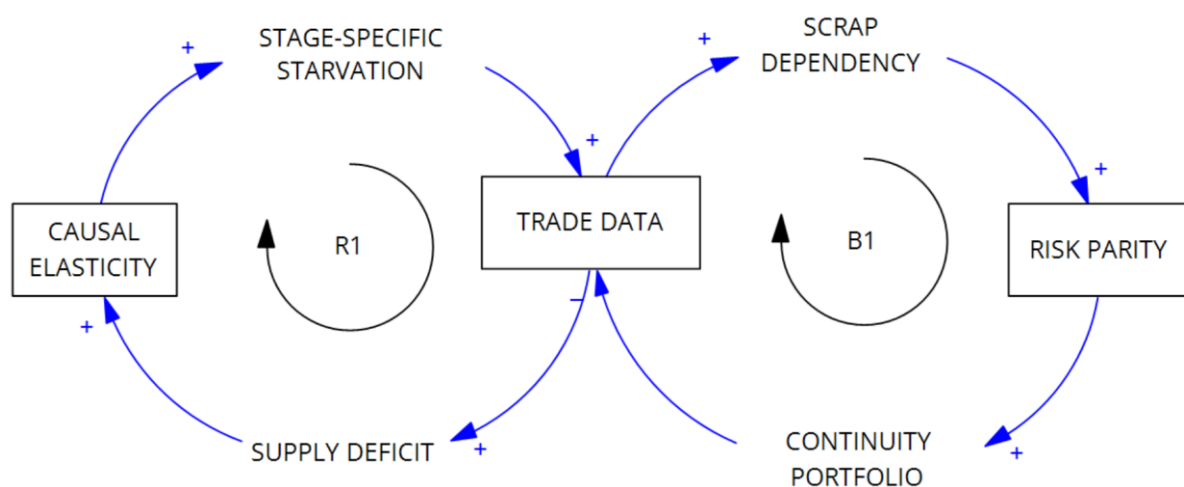 STAGE-SPECIFIC
STARVATION
SCRAP
DEPENDENCY
+
+
+
+
CAUSAL
ELASTICITY
R1
TRADE DATA
B1
RISK PARITY
+
−
SUPPLY DEFICIT
+
CONTINUITY
PORTFOLIO
+